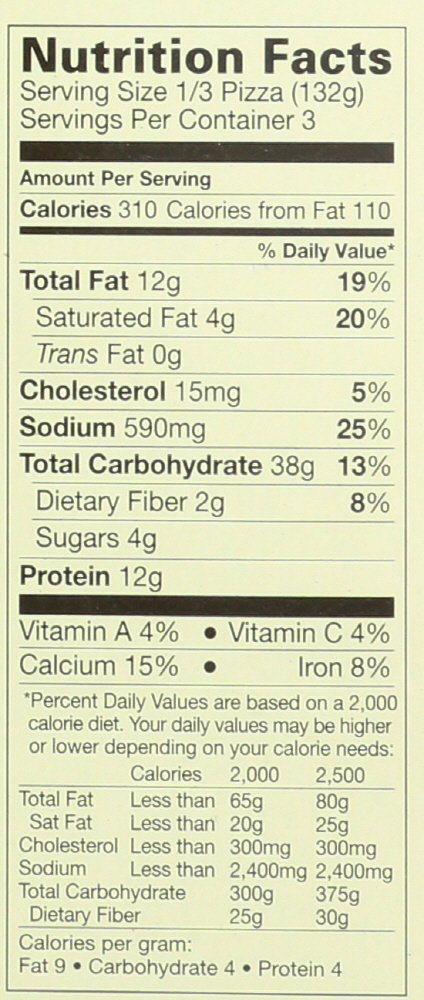 Nutrition Facts
Serving Size 1/3 Pizza (132g)
Servings Per Container 3
Amount Per Serving
Calories 310 Calories from Fat 110
% Daily Value*
Total Fat 12g 19%
Saturated Fat 4g 20%
Trans Fat 0g
Cholesterol 15mg 5%
Sodium 590mg 25%
Total Carbohydrate 38g 13%
Dietary Fiber 2g 8%
Sugars 4g
Protein 12g
Vitamin A 4% • Vitamin C 4%
Calcium 15% • Iron 8%
*Percent Daily Values are based on a 2,000
calorie diet. Your daily values may be higher
or lower depending on your calorie needs:
Calories 2,000 2,500
Total Fat Less than 65g 80g
Sat Fat Less than 20g 25g
Cholesterol Less than 300mg 300mg
Sodium Less than 2,400mg 2,400mg
Total Carbohydrate 300g 375g
Dietary Fiber 25g 30g
Calories per gram:
Fat 9 • Carbohydrate 4 • Protein 4